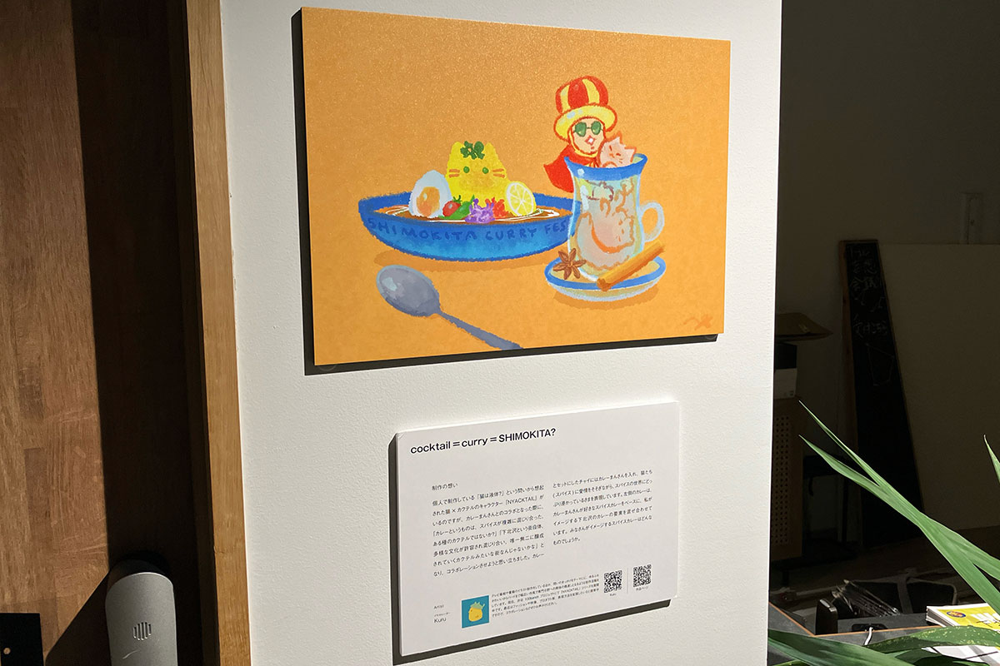 SHIMOKITA CURRY FES
cocktail=curry=SHIMOKITA?
制作の想い
個人で制作している「猫は液体?」という問いから想起
された猫×カクテルのキャラクター「NYACKTAIL」が
いるのですが、カレーまんさんとのコラボとなった際に、
「カレーというものは、スパイスが複雑に混じり合った、
ある種のカクテルではないか?」「下北沢という街自体、
多様な文化が許容され混じり合い、唯一無二に醸成
されていくカクテルみたいな街なんじゃないかな」と
なり、コラボレーションさせようと思い立ちました。カレー
とセットにしたチャイにはカレーまんさんを入れ、猫たち
(スパイス)に愛情をそそぎながら、スパイスの世界にどっ
ぷり浸かっているさまを表現しています。左側のカレーは、
カレーまんさんが好きなスパイスカレーをベースに、私が
イメージする下北沢のカレーの要素を混ぜ合わせて
います。みなさんがイメージするスパイスカレーはどんな
ものでしょうか。
Artist
イラストレーター
Kuru
Kuru
作品ページ